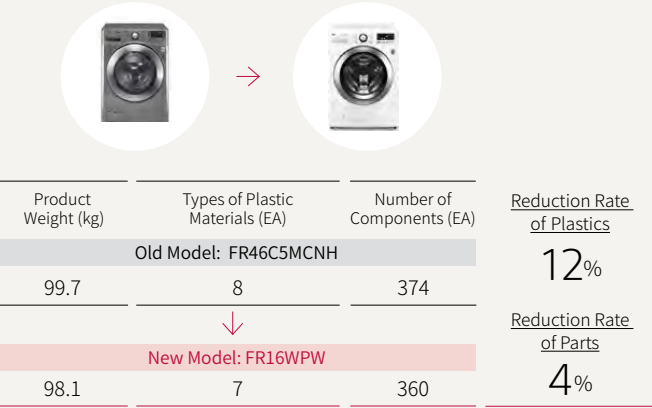 Product
Weight (kg)
Types of Plastic
Materials (EA)
Number of
Components (EA)
Old Model: FR46C5MCNH
99.7 8 374
New Model: FR16WPW
98.1 7 360
Reduction Rate
of Plastics
12%
Reduction Rate
of Parts
4%